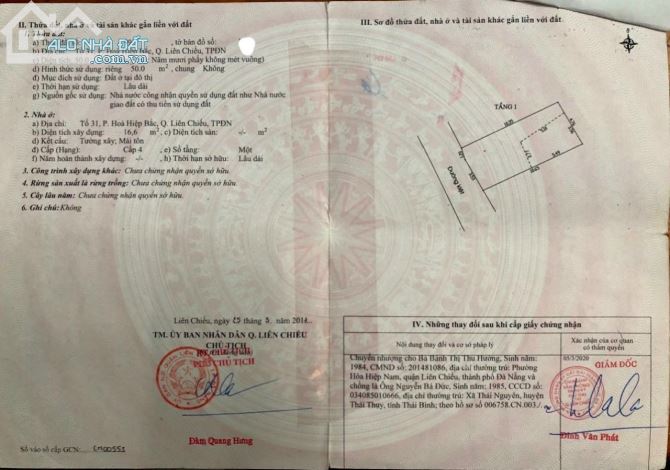 II. Thửa đất, nhà ở và tài sản khác gắn liền với đất
1. Thửa đất:
a) Thửa , tờ bản đồ số:
b) Địa chỉ: Tổ 31, P. Hoà Hiệp Bắc, Q. Liên Chiểu, TPĐN
c) Diện tích: 50.0 Năm mươi phẩy không mét vuông)
ALO NHÀ ĐẤT
d) Hình thức sử dụng: riêng 50.0 m², chung Không
đ) Mục đích sử dụng: Đất ở tại đô thị
e) Thời hạn sử dụng: Lâu dài
g) Nguồn gốc sử dụng: Nhà nước công nhận quyền sử dụng đất như Nhà nước
giao đất có thu tiền sử dụng đất
2. Nhà ở:
a) Địa chỉ: Tổ 31, P. Hoà Hiệp Bắc, Q. Liên Chiểu, TPĐN
b) Diện tích xây dựng: 16,6 m², c) Diện tích sàn: -/- m²
d) Kết cấu: Tường xây; Mái tôn
đ) Cấp (Hạng): Cấp 4 , e) Số tầng: Một
f) Năm hoàn thành xây dựng: -/- h) Thời hạn sở hữu: Lâu dài
3. Công trình xây dựng khác: Chưa chứng nhận quyền sở hữu.
4. Rừng sản xuất là rừng trồng: Chưa chứng nhận quyền sở hữu.
5. Cây lâu năm: Chưa chứng nhận quyền sở hữu.
6. Ghi chú: Không
Liên Chiểu, ngày tháng năm
TM. ỦY BAN NHÂN DÂN Q. LIÊN CHIỂU
CHỦ TỊCH
KT. CHỦ TỊCH
PHÓ CHỦ TỊCH
Đàm Quang Hưng
Số vào sổ cấp GCN: CH00551
III. Sơ đồ thửa đất, nhà ở và tài sản khác gắn liền với đất
TẦNG 1
Đường Vệt
IV. Những thay đổi sau khi cấp giấy chứng nhận
Nội dung thay đổi và cơ sở pháp lý
Xác nhận của cơ quan
có thẩm quyền
Chuyển nhượng cho Bà Bành Thị Thu Hường, Sinh năm:
1984, CMND số: 201481086, địa chỉ thường trú: Phường
Hòa Hiệp Nam, quận Liên Chiểu, thành phố Đà Nẵng và
chồng là Ông Nguyễn Bá Đức, Sinh năm: 1985, CCCD số:
034085010666, địa chỉ thường trú: Xã Thái Nguyên, huyện
Thái Thụy, tỉnh Thái Bình; theo hồ sơ số 006758.CN.003./.
05/3/2020
GIÁM ĐỐC
Đinh Văn Phát